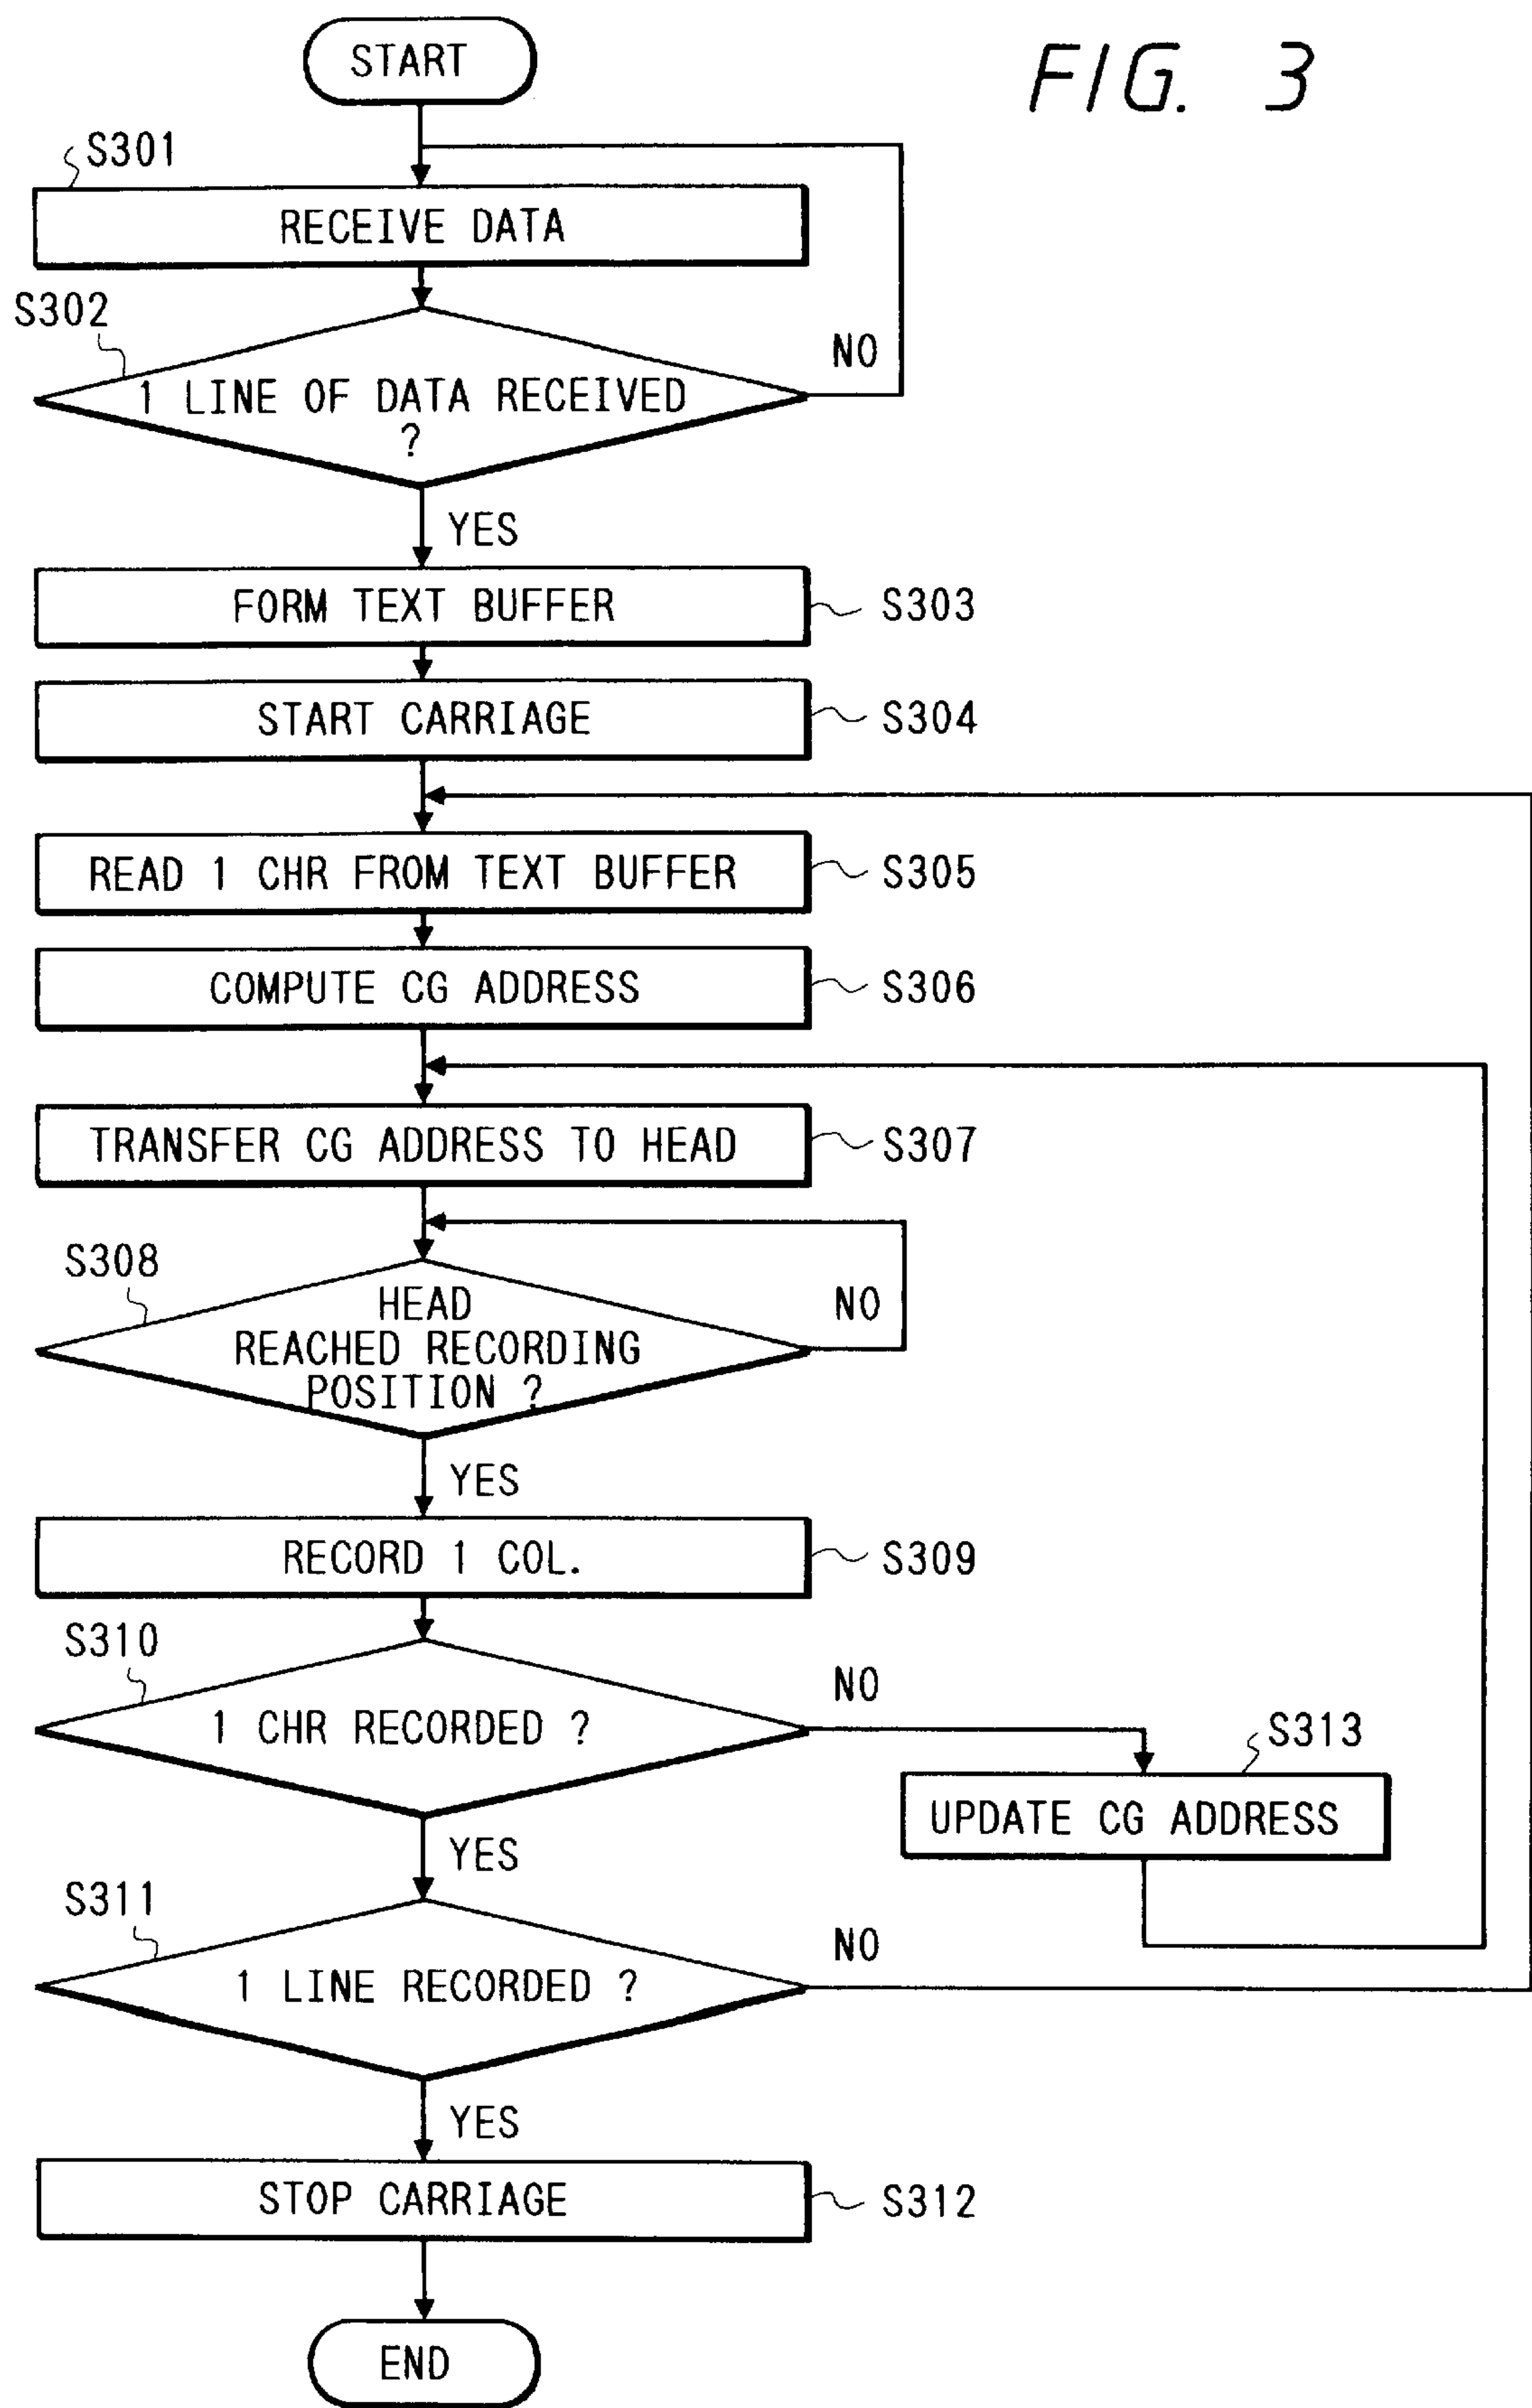 START
FIG. 3
S301
RECEIVE DATA
S302
1 LINE OF DATA RECEIVED
?
NO
YES
FORM TEXT BUFFER
S303
START CARRIAGE
S304
READ 1 CHR FROM TEXT BUFFER
S305
COMPUTE CG ADDRESS
S306
TRANSFER CG ADDRESS TO HEAD
S307
S308
HEAD
REACHED RECORDING
POSITION ?
NO
YES
RECORD 1 COL.
S309
S310
1 CHR RECORDED ?
NO
S313
UPDATE CG ADDRESS
YES
S311
1 LINE RECORDED ?
NO
YES
STOP CARRIAGE
S312
END